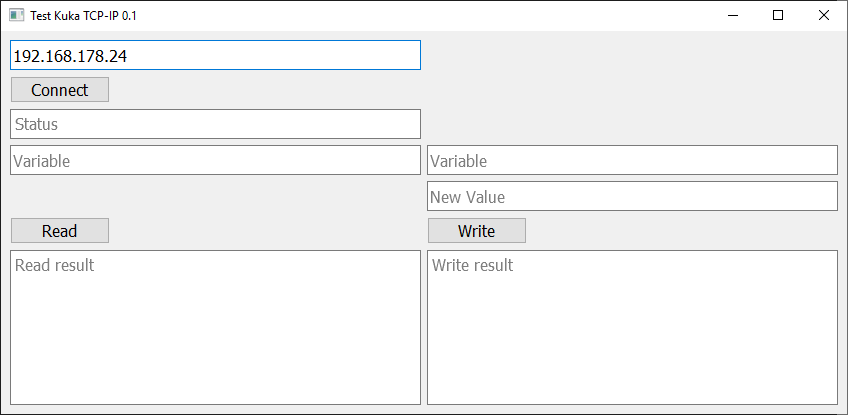 Test Kuka TCP-IP 0.1
192.168.178.24
Connect
Status
Variable
Variable
New Value
Read
Write
Read result
Write result